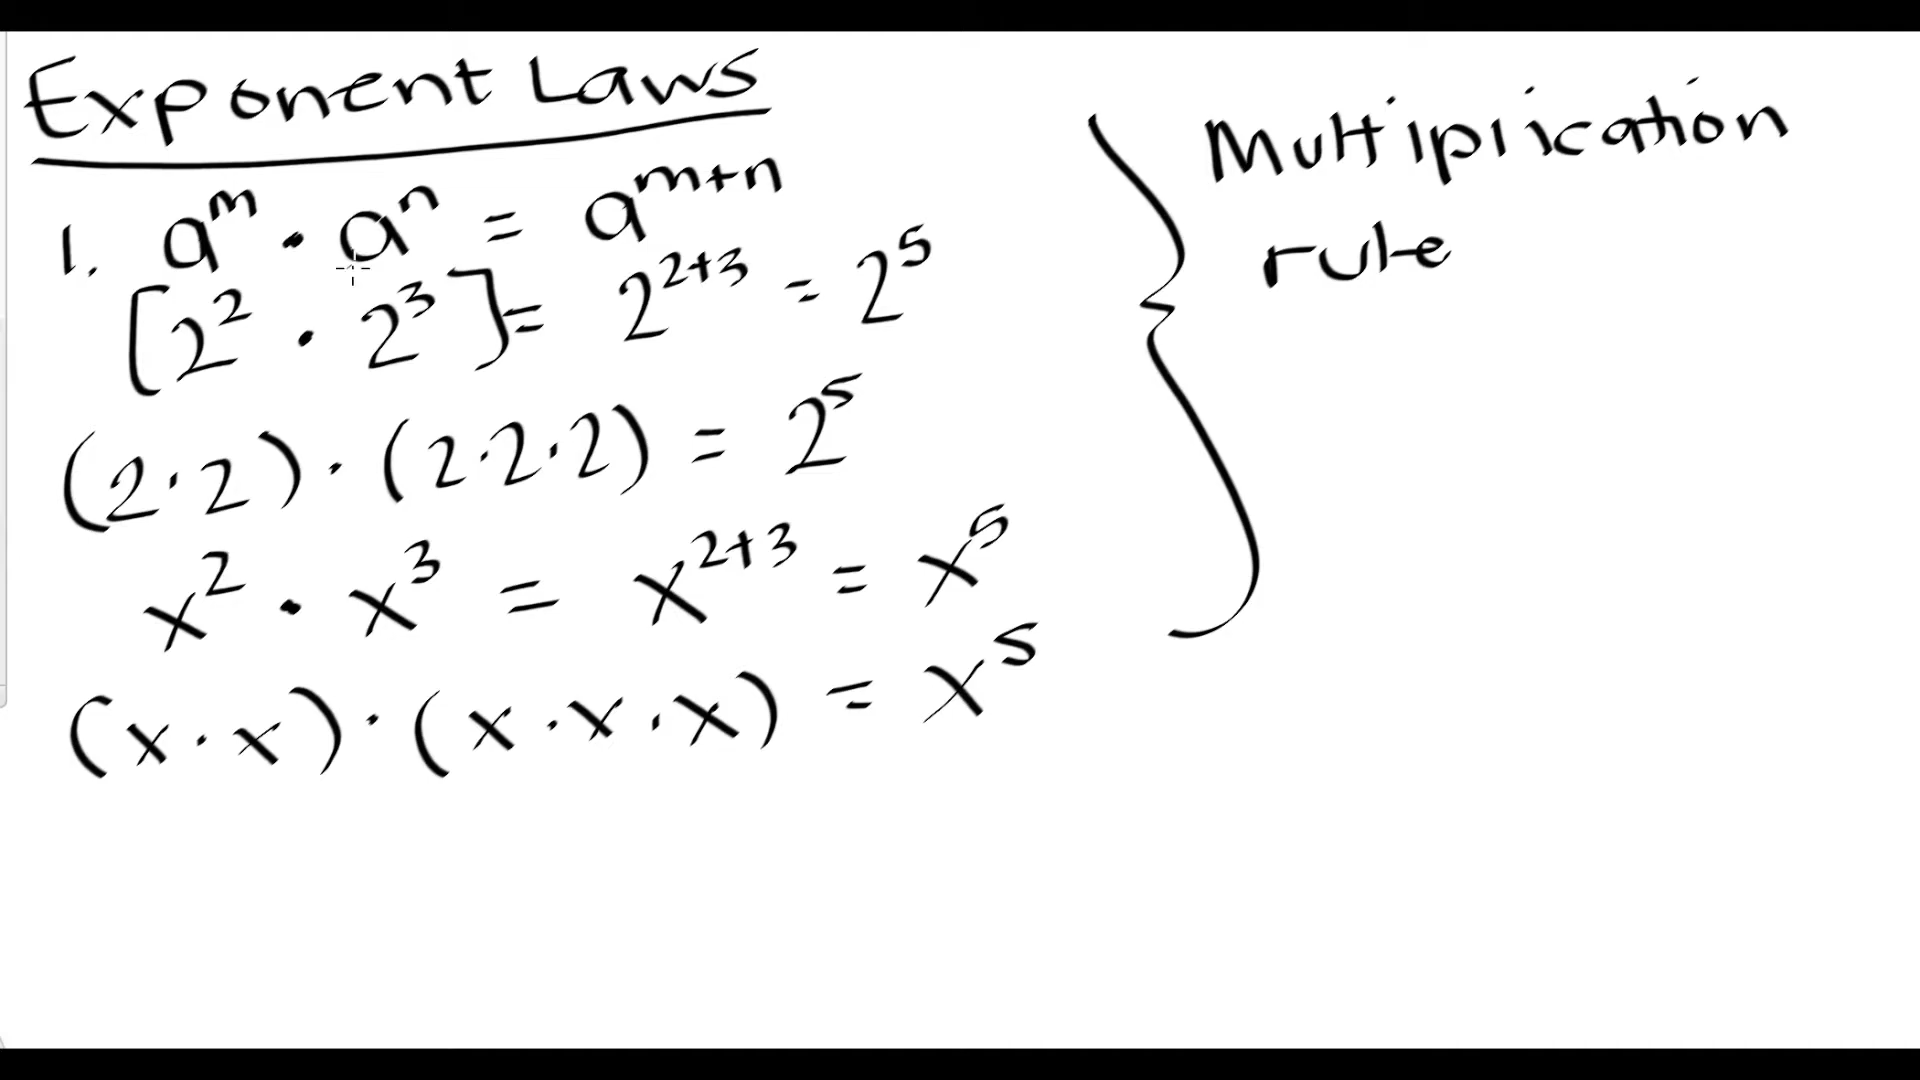 Exponent Laws
1. a^m · a^n = a^{m+n}
[2^2 · 2^3] = 2^{2+3} = 2^5
(2·2)·(2·2·2) = 2^5
x^2 · x^3 = x^{2+3} = x^5
(x·x)·(x·x·x) = x^5
Multiplication
rule